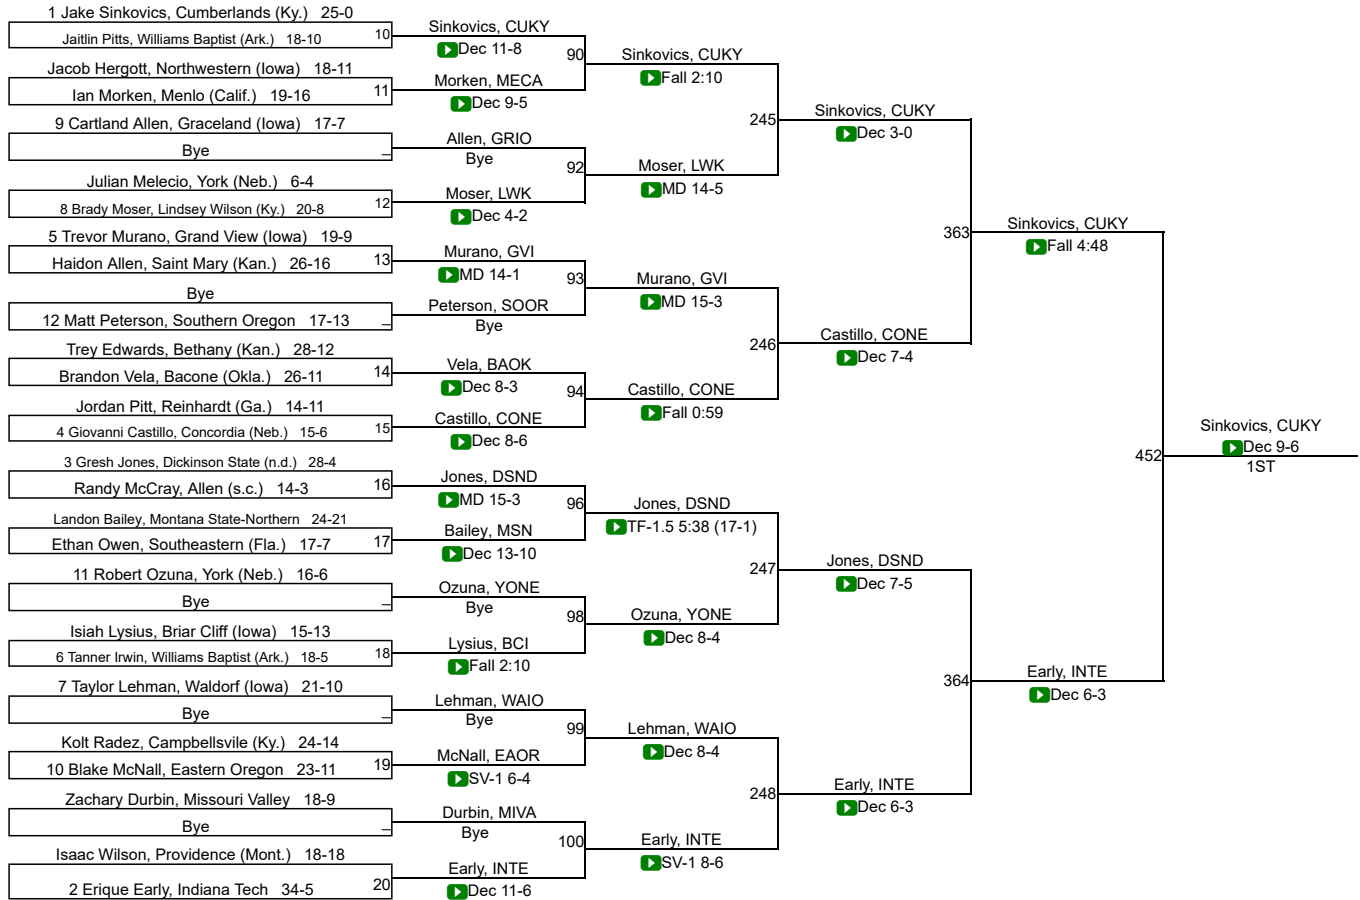 1 Jake Sinkovics, Cumberlands (Ky.) 25-0
Jaitlin Pitts, Williams Baptist (Ark.) 18-10
10
Jacob Hergott, Northwestern (Iowa) 18-11
Ian Morken, Menlo (Calif.) 19-16
11
9 Cartland Allen, Graceland (Iowa) 17-7
Bye
_
Julian Melecio, York (Neb.) 6-4
8 Brady Moser, Lindsey Wilson (Ky.) 20-8
12
5 Trevor Murano, Grand View (Iowa) 19-9
Haidon Allen, Saint Mary (Kan.) 26-16
13
Bye
12 Matt Peterson, Southern Oregon 17-13
_
Trey Edwards, Bethany (Kan.) 28-12
Brandon Vela, Bacone (Okla.) 26-11
14
Jordan Pitt, Reinhardt (Ga.) 14-11
4 Giovanni Castillo, Concordia (Neb.) 15-6
15
3 Gresh Jones, Dickinson State (n.d.) 28-4
Randy McCray, Allen (s.c.) 14-3
16
Landon Bailey, Montana State-Northern 24-21
Ethan Owen, Southeastern (Fla.) 17-7
17
11 Robert Ozuna, York (Neb.) 16-6
Bye
_
Isiah Lysius, Briar Cliff (Iowa) 15-13
6 Tanner Irwin, Williams Baptist (Ark.) 18-5
18
7 Taylor Lehman, Waldorf (Iowa) 21-10
Bye
_
Kolt Radez, Campbellsvile (Ky.) 24-14
10 Blake McNall, Eastern Oregon 23-11
19
Zachary Durbin, Missouri Valley 18-9
Bye
_
Isaac Wilson, Providence (Mont.) 18-18
2 Erique Early, Indiana Tech 34-5
20
Sinkovics, CUKY
Dec 11-8
90
Morken, MECA
Dec 9-5
Allen, GRIO
Bye
92
Moser, LWK
Dec 4-2
Murano, GVI
MD 14-1
93
Peterson, SOOR
Bye
Vela, BAOK
Dec 8-3
94
Castillo, CONE
Dec 8-6
Jones, DSND
MD 15-3
96
Bailey, MSN
Dec 13-10
Ozuna, YONE
Bye
98
Lysius, BCI
Fall 2:10
Lehman, WAIO
Bye
99
McNall, EAOR
SV-1 6-4
Durbin, MIVA
Bye
100
Early, INTE
Dec 11-6
Sinkovics, CUKY
Fall 2:10
245
Moser, LWK
MD 14-5
Murano, GVI
MD 15-3
246
Castillo, CONE
Fall 0:59
Jones, DSND
TF-1.5 5:38 (17-1)
247
Ozuna, YONE
Dec 8-4
Lehman, WAIO
Dec 8-4
248
Early, INTE
SV-1 8-6
Sinkovics, CUKY
Dec 3-0
363
Castillo, CONE
Dec 7-4
Jones, DSND
Dec 7-5
364
Early, INTE
Dec 6-3
Sinkovics, CUKY
Fall 4:48
452
Early, INTE
Dec 6-3
Sinkovics, CUKY
Dec 9-6
1ST